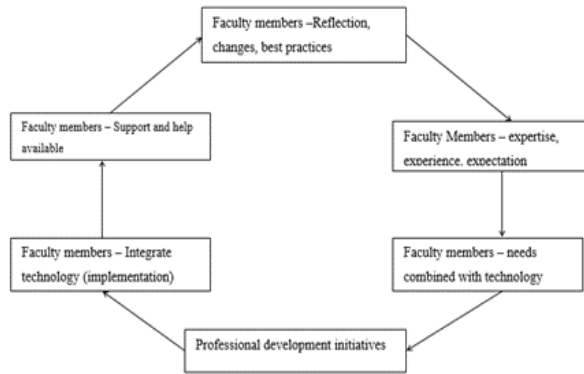 Faculty members –Reflection,
changes, best practices
Faculty Members – expertise,
experience, expectation
Faculty members – needs
combined with technology
Professional development initiatives
Faculty members – Integrate
technology (implementation)
Faculty members – Support and help
available